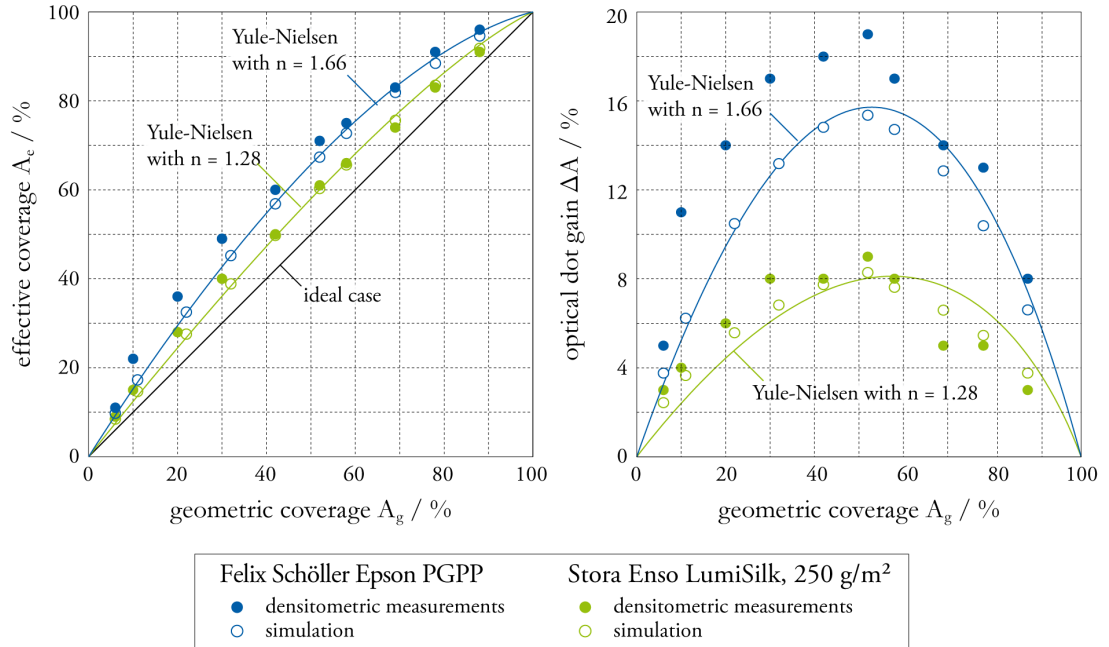 100
80
60
40
20
0
effective coverage Ae / %
Yule-Nielsen
with n = 1.66
Yule-Nielsen
with n = 1.28
ideal case
0 20 40 60 80 100
geometric coverage Ag / %
20
16
12
8
4
0
optical dot gain ΔA / %
Yule-Nielsen
with n = 1.66
Yule-Nielsen with n = 1.28
0 20 40 60 80 100
geometric coverage Ag / %
Felix Schöller Epson PGPP
densitometric measurements
simulation
Stora Enso LumiSilk, 250 g/m²
densitometric measurements
simulation